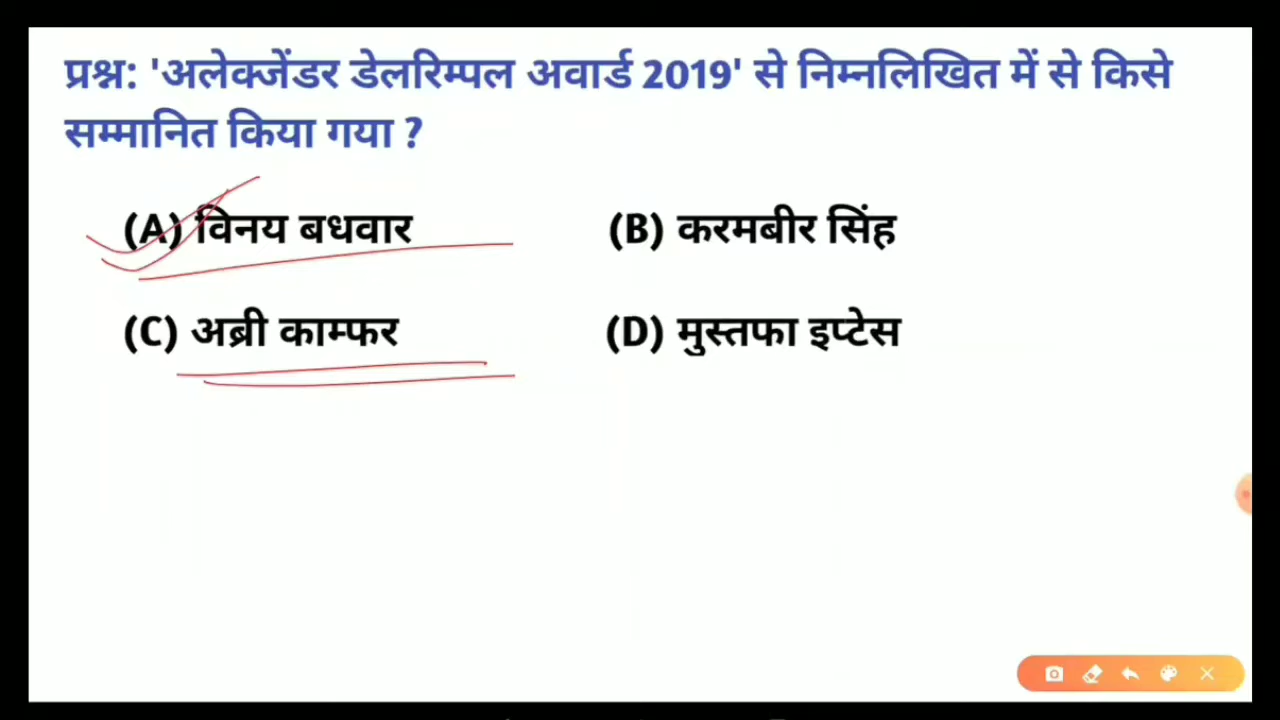 प्रश्न: 'अलेक्जेंडर डेलरिम्पल अवार्ड 2019' से निम्नलिखित में से किसे
सम्मानित किया गया ?
(A) विनय बधवार (B) करमबीर सिंह
(C) अब्री काम्फर (D) मुस्तफा इप्टेस